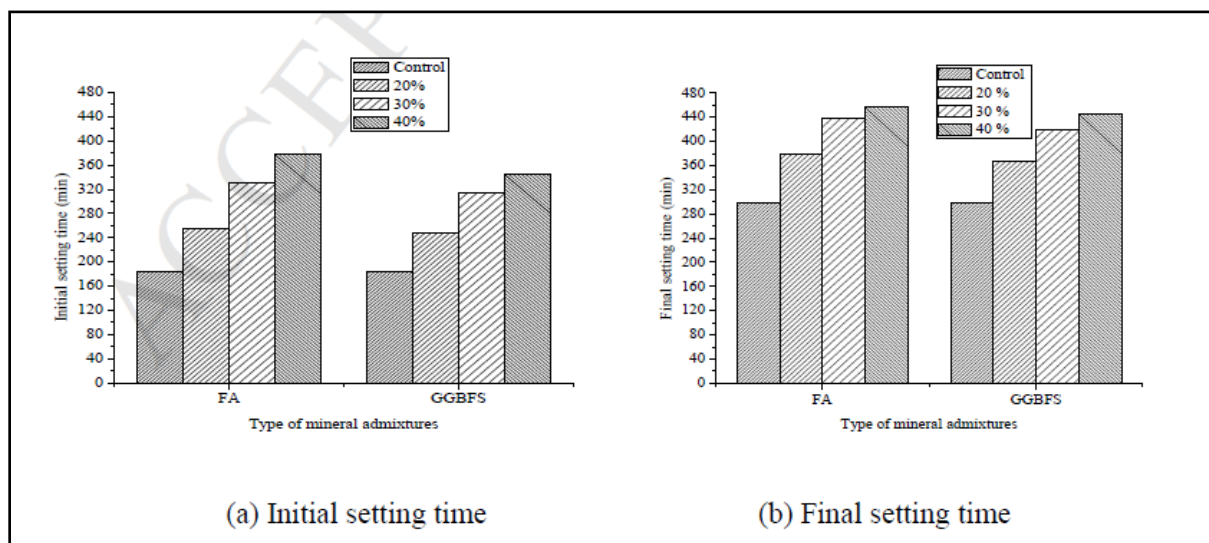 Control
20%
30%
40%
480
440
400
360
320
280
240
200
160
120
80
40
0
Initial setting time (min)
FA
GGBFS
Type of mineral admixtures
(a) Initial setting time
Control
20 %
30 %
40 %
480
440
400
360
320
280
240
200
160
120
80
40
0
Final setting time (min)
FA
GGBFS
Type of mineral admixtures
(b) Final setting time
ACCEP